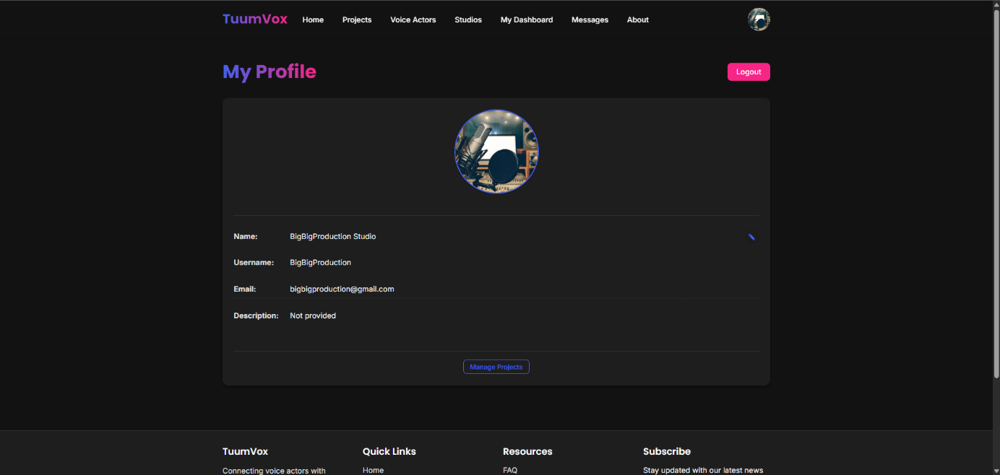 TuumVox Home Projects Voice Actors Studios My Dashboard Messages About
My Profile Logout
Name: BigBigProduction Studio
Username: BigBigProduction
Email: bigbigproduction@gmail.com
Description: Not provided
Manage Projects
TuumVox Quick Links Resources Subscribe
Connecting voice actors with Home FAQ Stay updated with our latest news